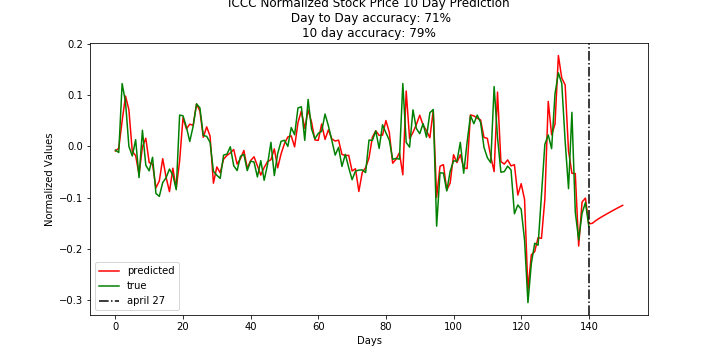 ICCC Normalized Stock Price 10 Day Prediction
Day to Day accuracy: 71%
10 day accuracy: 79%
0.2
0.1
0.0
−0.1
−0.2
−0.3
Normalized Values
predicted
true
april 27
0
20
40
60
80
100
120
140
Days